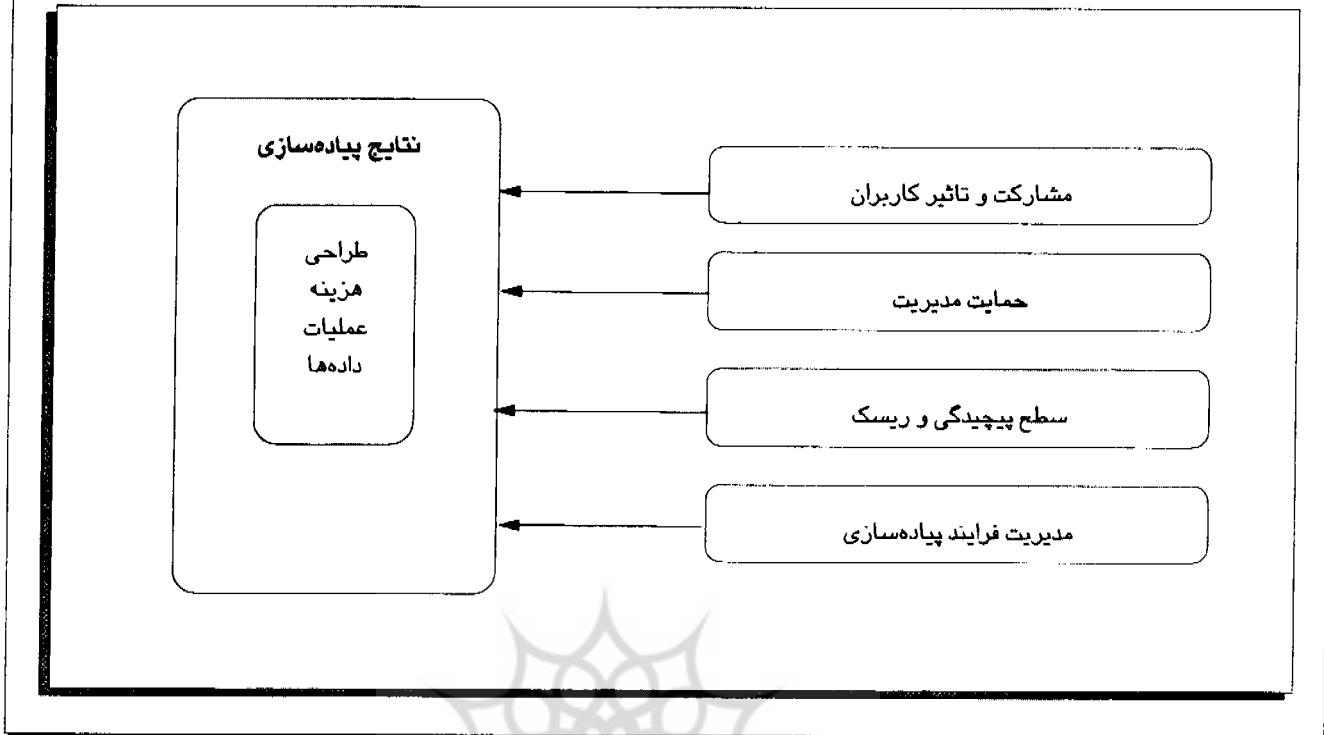 نتایج پیاده‌سازی
طراحی
هزینه
عملیات
داده‌ها
مشارکت و تاثیر کاربران
حمایت مدیریت
سطح پیچیدگی و ریسک
مدیریت فرایند پیاده‌سازی